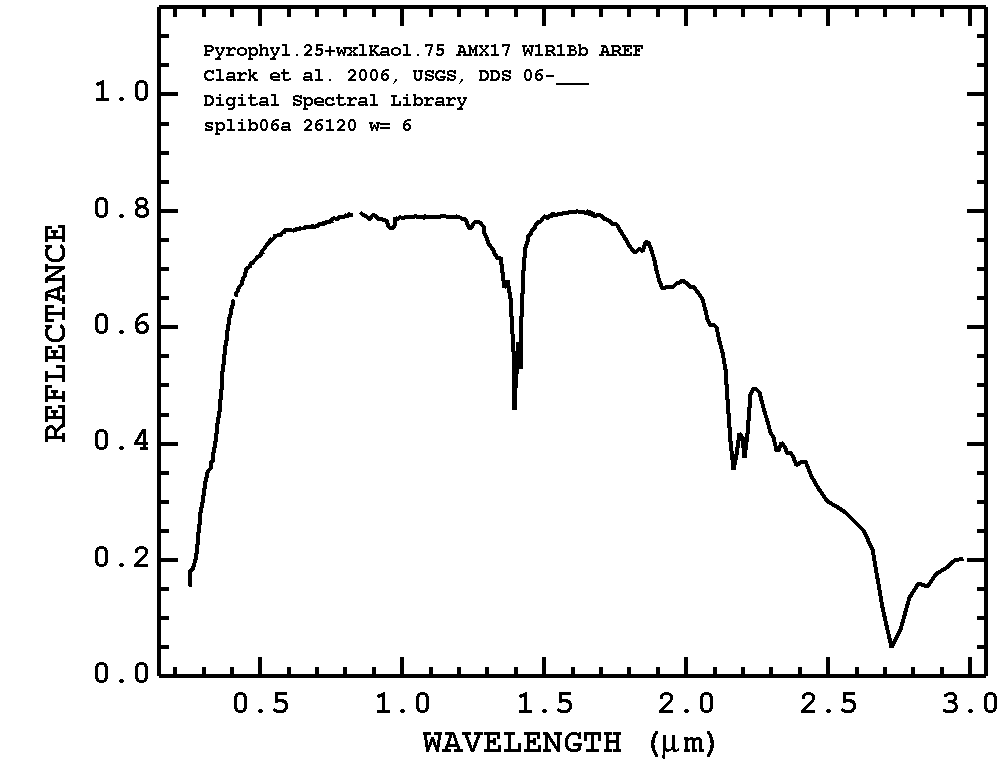 Pyrophyl.25+wxlKaol.75 AMX17 W1R1Bb AREF
Clark et al. 2006, USGS, DDS 06-___
Digital Spectral Library
splib06a 26120 w= 6
1.0
0.8
0.6
0.4
0.2
0.0
REFLECTANCE
0.5 1.0 1.5 2.0 2.5 3.0
WAVELENGTH (μm)